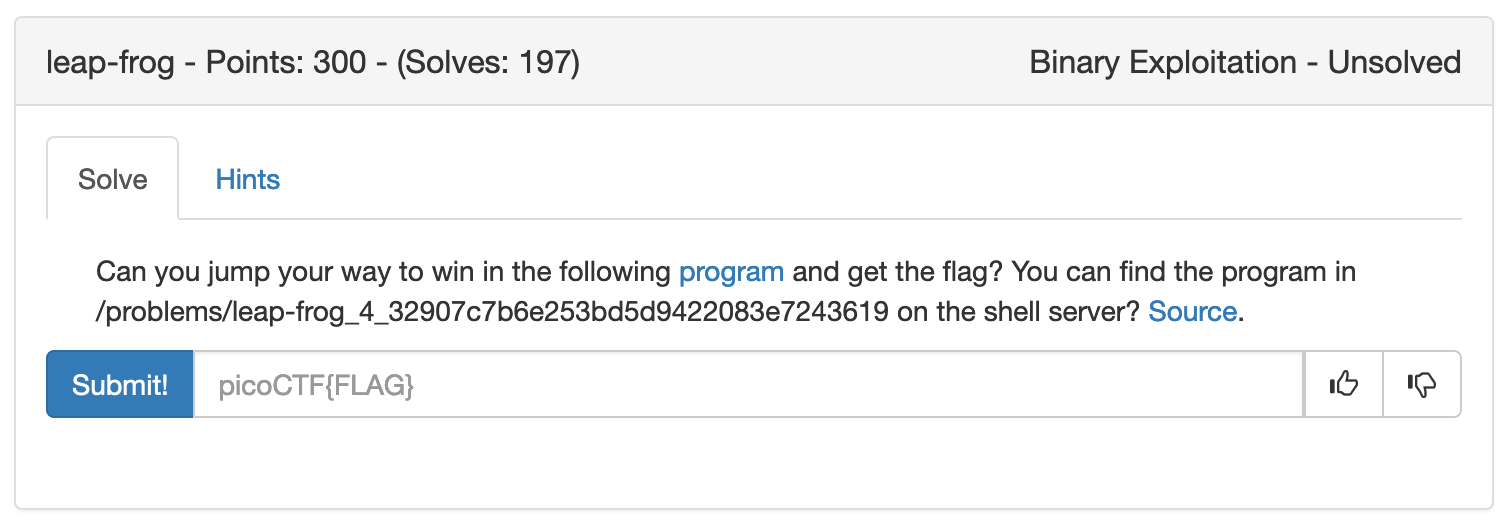 leap-frog - Points: 300 - (Solves: 197)
Binary Exploitation - Unsolved
Solve
Hints
Can you jump your way to win in the following program and get the flag? You can find the program in
/problems/leap-frog_4_32907c7b6e253bd5d9422083e7243619 on the shell server? Source.
Submit!
picoCTF{FLAG}